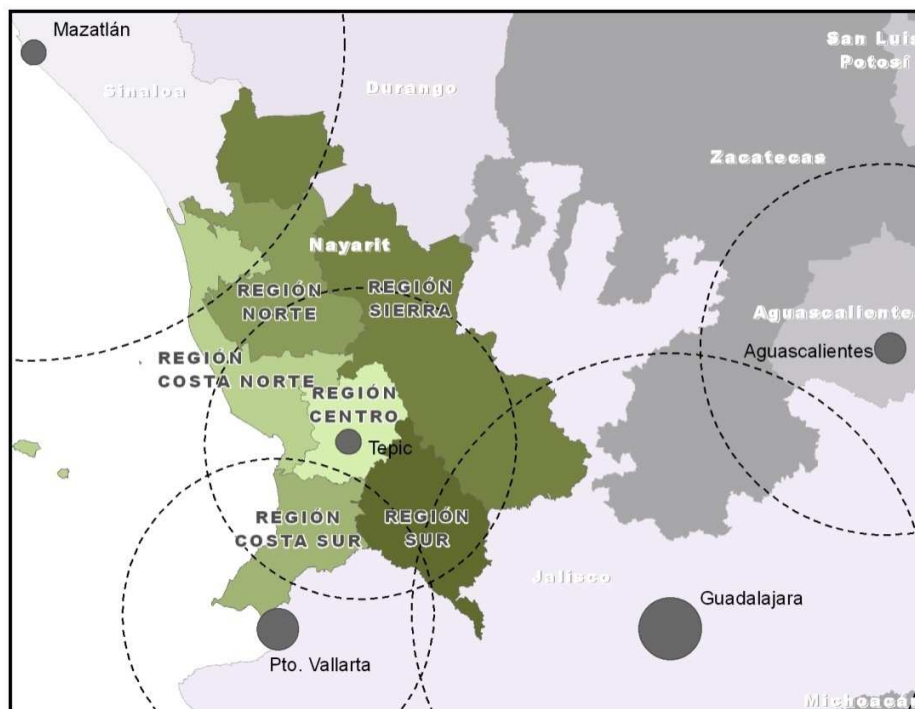 Mazatlán
San Luis
Potosí
Sinaloa
Durango
Zacatecas
Nayarit
REGIÓN
NORTE
REGIÓN
SIERRA
Aguascalientes
Aguascalientes
REGIÓN
COSTA NORTE
REGIÓN
CENTRO
Tepic
REGIÓN
COSTA SUR
REGIÓN
SUR
Jalisco
Guadalajara
Pto. Vallarta
Michoacán